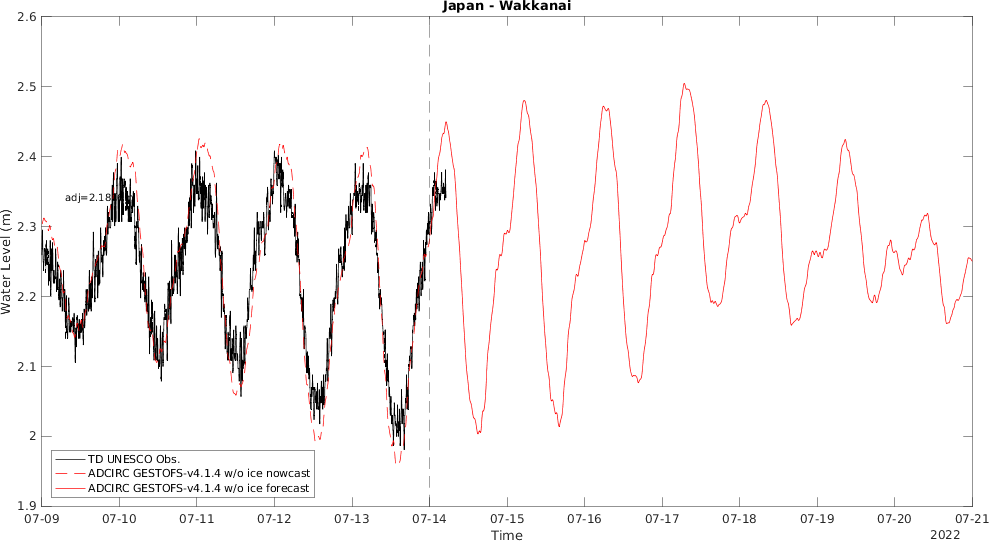 Japan - Wakkanai
Water Level (m)
2.6
2.5
2.4
2.3
2.2
2.1
2
1.9
adj=2.18
TD UNESCO Obs.
ADCIRC GESTOFS-v4.1.4 w/o ice nowcast
ADCIRC GESTOFS-v4.1.4 w/o ice forecast
07-09 07-10 07-11 07-12 07-13 07-14 07-15 07-16 07-17 07-18 07-19 07-20 07-21
Time
2022